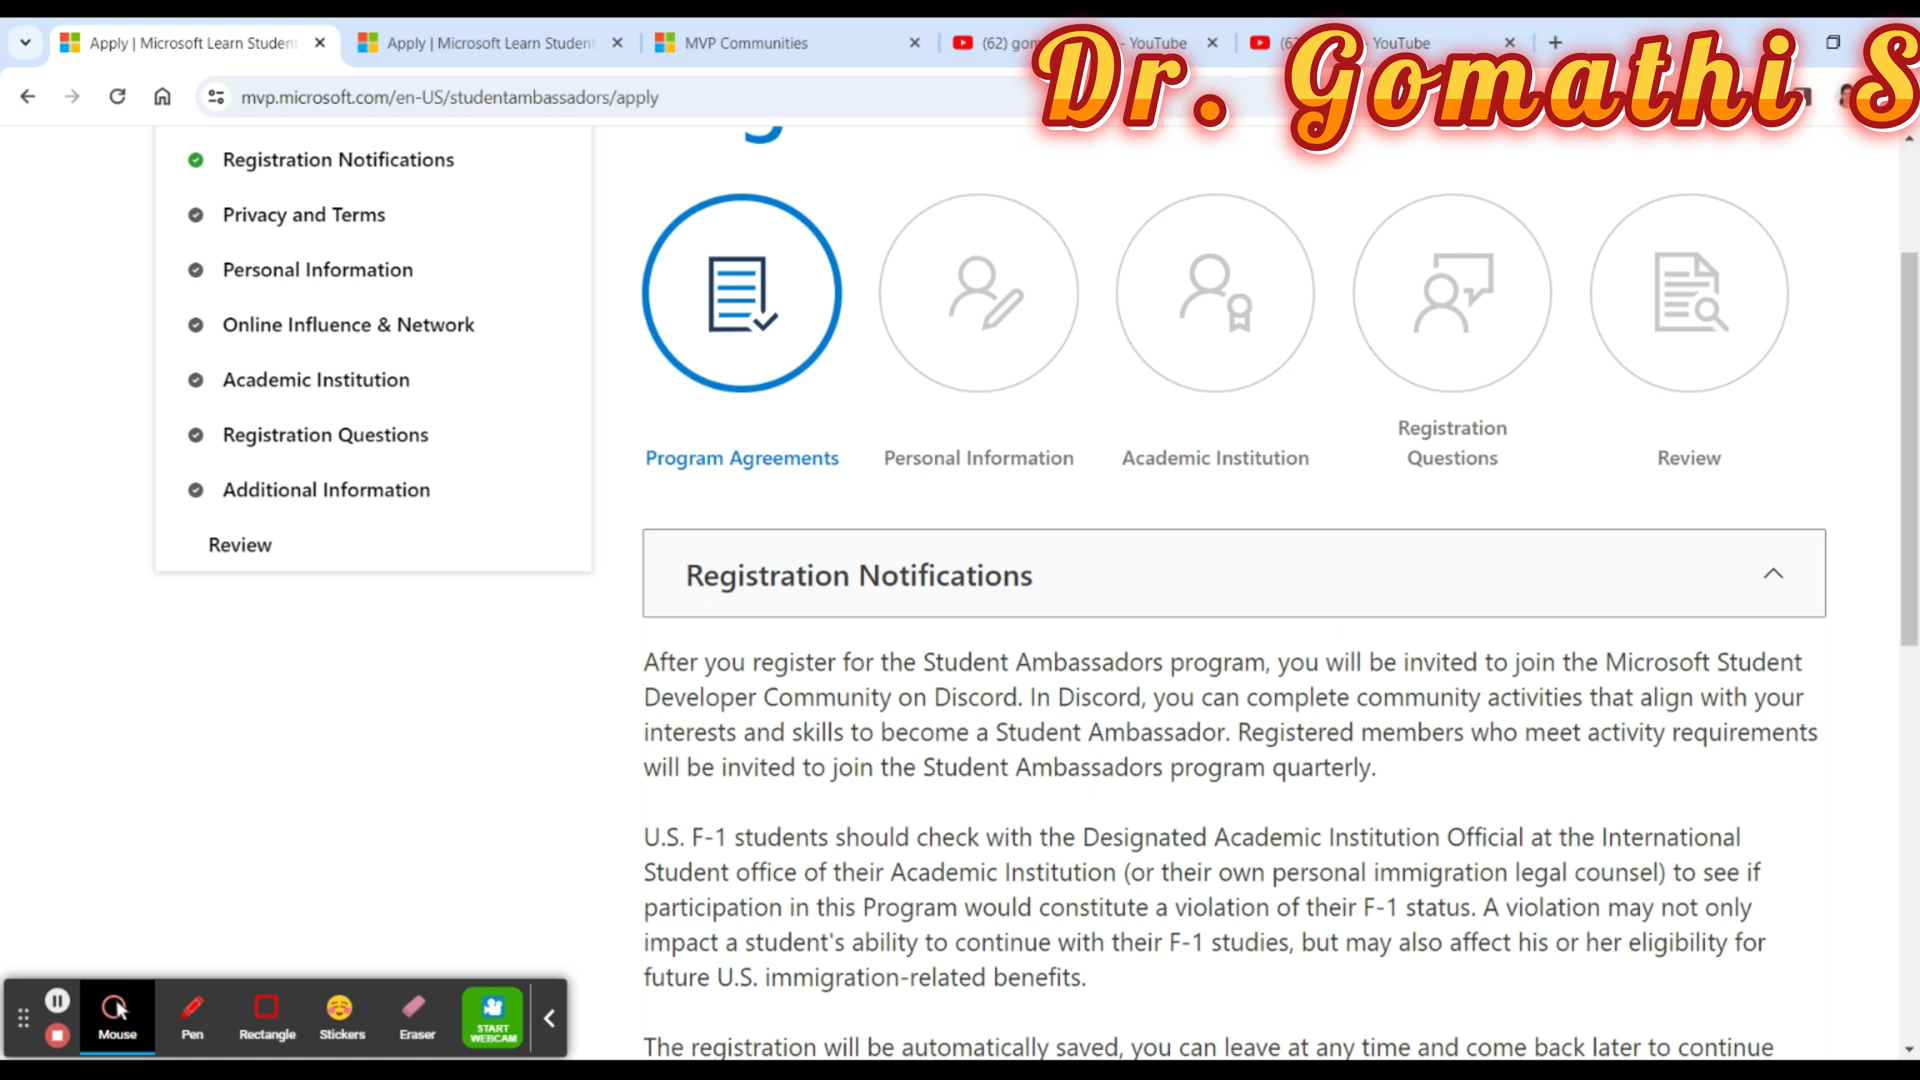 Apply | Microsoft Learn Student
Apply | Microsoft Learn Student
MVP Communities
(62) gom
- YouTube
- YouTube
Dr. Gomathi S
mvp.microsoft.com/en-US/studentambassadors/apply
Registration Notifications
Privacy and Terms
Personal Information
Online Influence & Network
Academic Institution
Registration Questions
Additional Information
Review
Program Agreements
Personal Information
Academic Institution
Registration
Questions
Review
Registration Notifications
After you register for the Student Ambassadors program, you will be invited to join the Microsoft Student
Developer Community on Discord. In Discord, you can complete community activities that align with your
interests and skills to become a Student Ambassador. Registered members who meet activity requirements
will be invited to join the Student Ambassadors program quarterly.
U.S. F-1 students should check with the Designated Academic Institution Official at the International
Student office of their Academic Institution (or their own personal immigration legal counsel) to see if
participation in this Program would constitute a violation of their F-1 status. A violation may not only
impact a student's ability to continue with their F-1 studies, but may also affect his or her eligibility for
future U.S. immigration-related benefits.
The registration will be automatically saved, you can leave at any time and come back later to continue
Mouse
Pen
Rectangle
Stickers
Eraser
START
WEBCAM